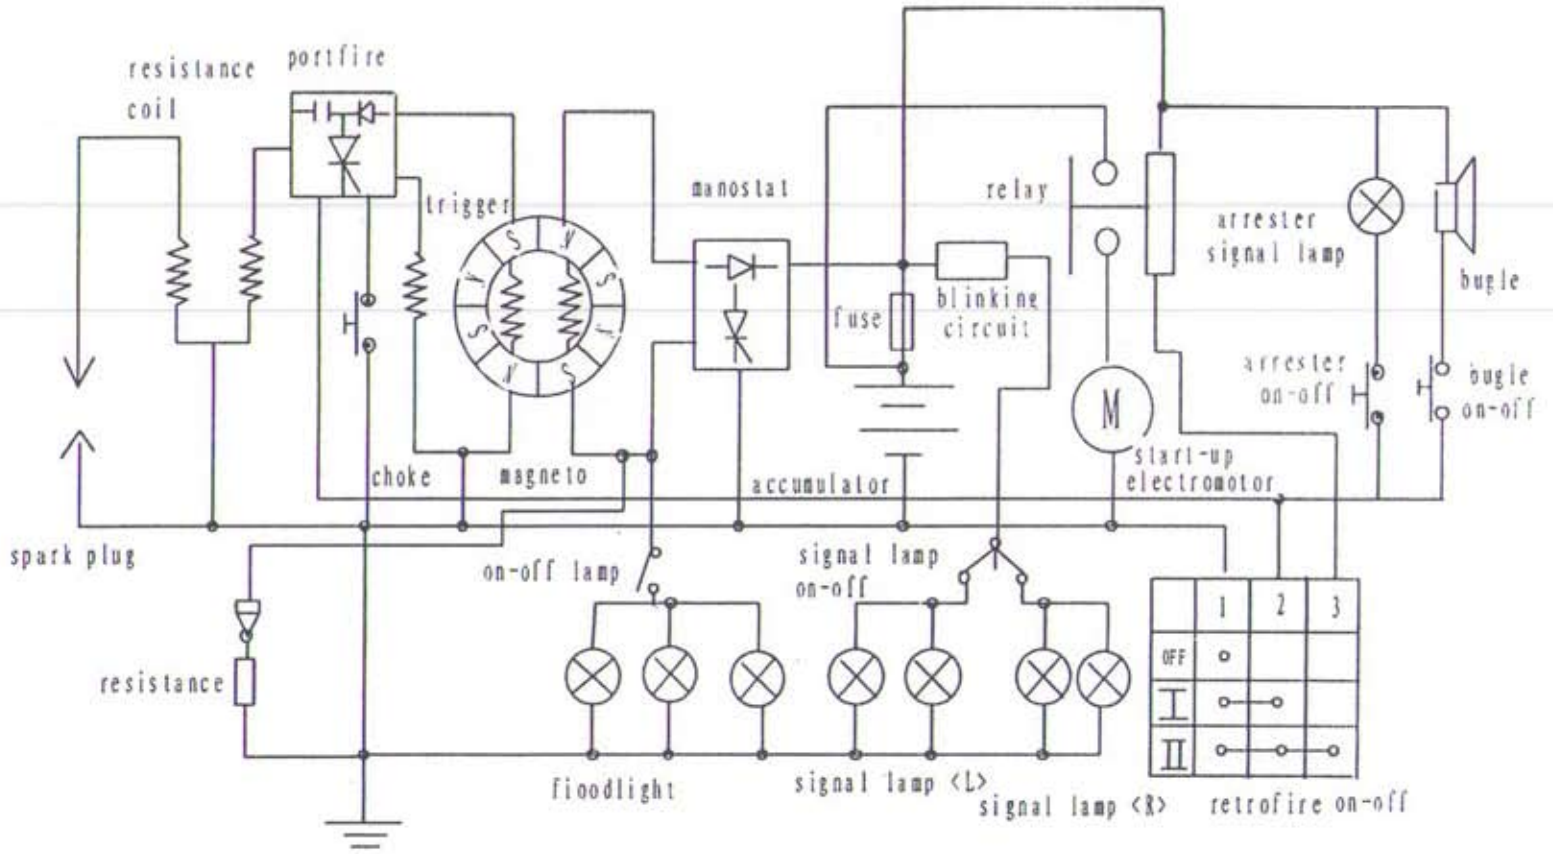 portfire
resistance
coil
trigger
manostat
relay
arrester
signal lamp
bugle
S N S N S N S N
fuse
blinking
circuit
M
arrester
on-off
bugle
on-off
start-up
electromotor
choke
magneto
accumulator
spark plug
on-off lamp
signal lamp
on-off
1 2 3
OFF
I
II
resistance
fioodlight
signal lamp <L>
signal lamp <R>
retrofire on-off